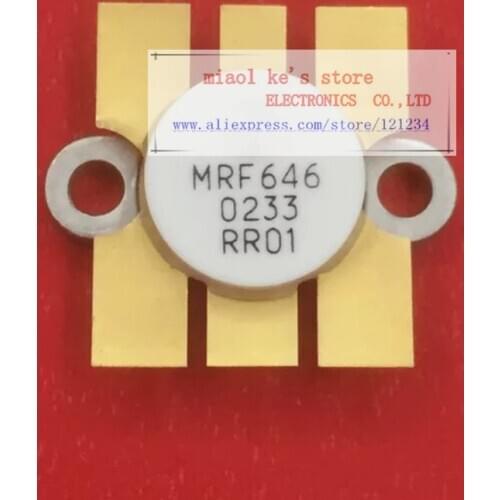 miaol ke's store
ELECTRONICS CO.,LTD
www.aliexpress.com/store/121234
MRF646
0233
RR01